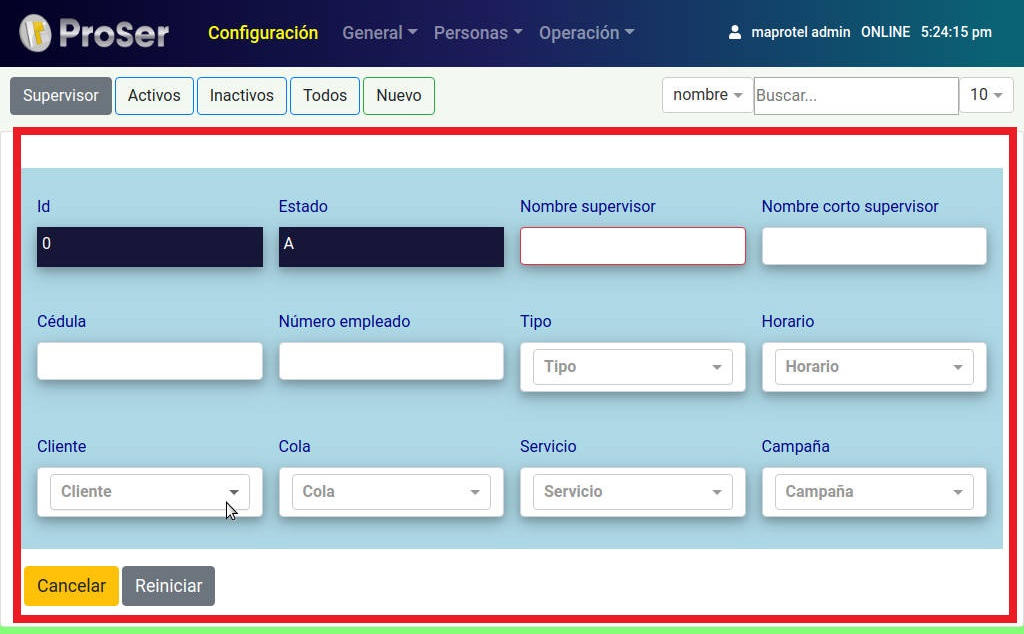 ProSer Configuración General Personas Operación maprotel admin ONLINE 5:24:15 pm
Supervisor Activos Inactivos Todos Nuevo nombre Buscar... 10
Id Estado Nombre supervisor Nombre corto supervisor
0 A
Cédula Número empleado Tipo Horario
Tipo Horario
Cliente Cola Servicio Campaña
Cliente Cola Servicio Campaña
Cancelar Reiniciar